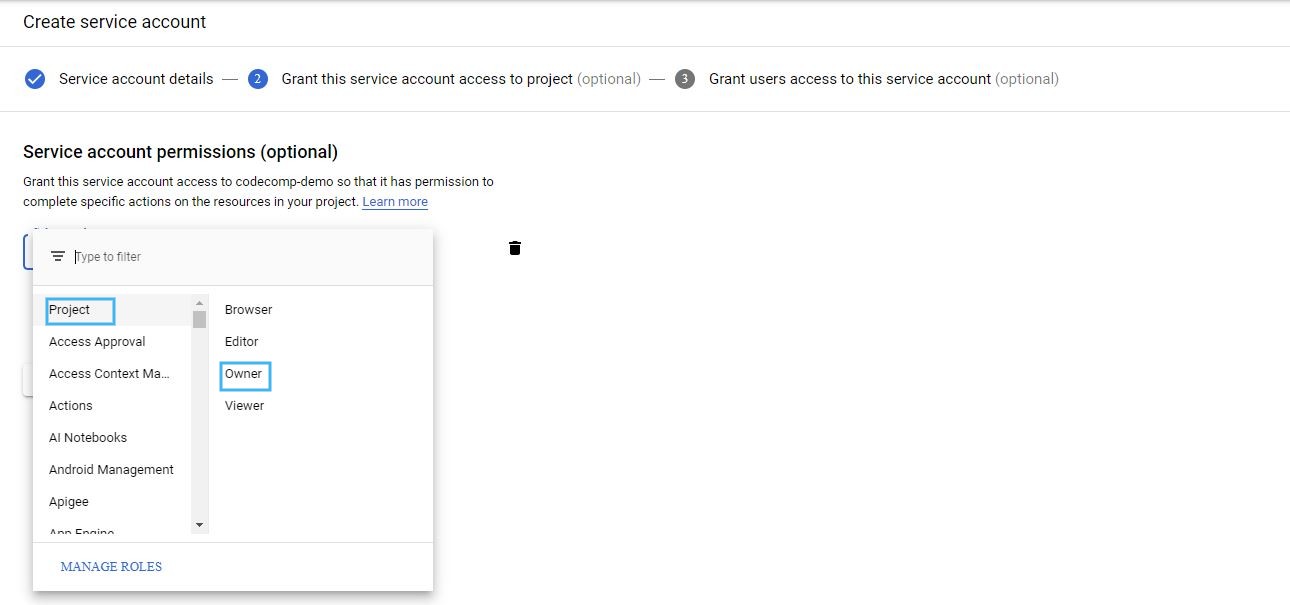 Create service account
Service account details — 2 Grant this service account access to project (optional) — 3 Grant users access to this service account (optional)
Service account permissions (optional)
Grant this service account access to codecomp-demo so that it has permission to
complete specific actions on the resources in your project. Learn more
Type to filter
Project
Access Approval
Access Context Ma...
Actions
AI Notebooks
Android Management
Apigee
App Engine
Browser
Editor
Owner
Viewer
MANAGE ROLES